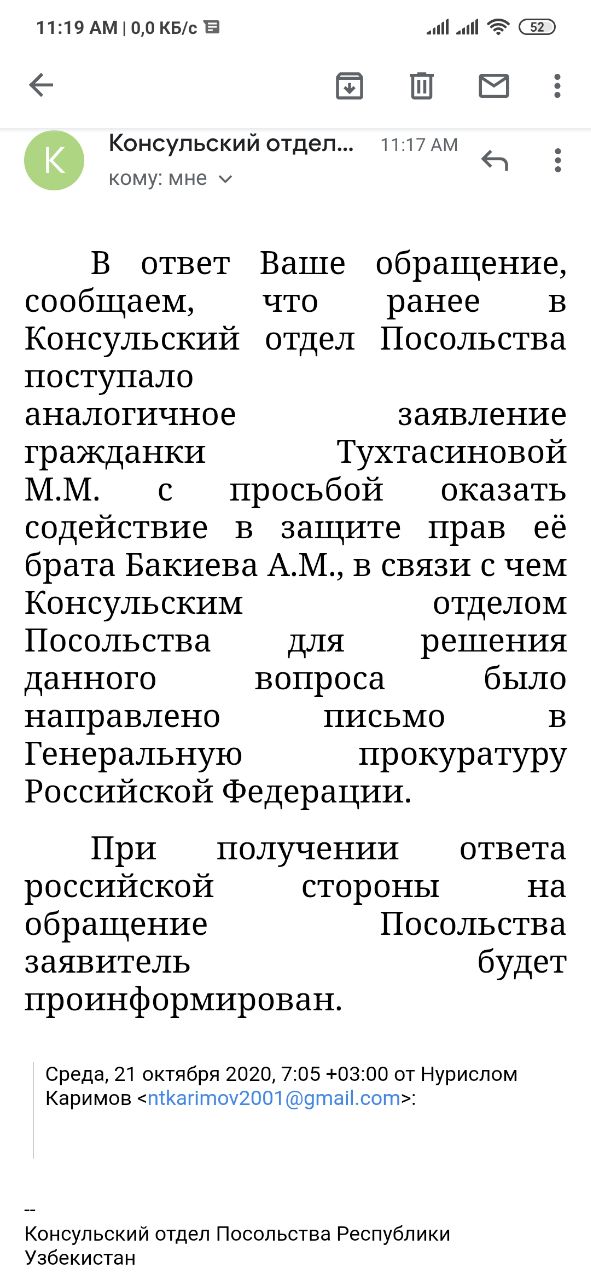 11:19 AM | 0,0 КБ/с
52
К
Консульский отдел...
11:17 AM
кому: мне
В ответ Ваше обращение,
сообщаем, что ранее в
Консульский отдел Посольства
поступало
аналогичное заявление
гражданки Тухтасиновой
М.М. с просьбой оказать
содействие в защите прав её
брата Бакиева А.М., в связи с чем
Консульским отделом
Посольства для решения
данного вопроса было
направлено письмо в
Генеральную прокуратуру
Российской Федерации.
При получении ответа
российской стороны на
обращение Посольства
заявитель будет
проинформирован.
Среда, 21 октября 2020, 7:05 +03:00 от Нурислом
Каримов <ntkarimov2001@gmail.com>:
--
Консульский отдел Посольства Республики
Узбекистан